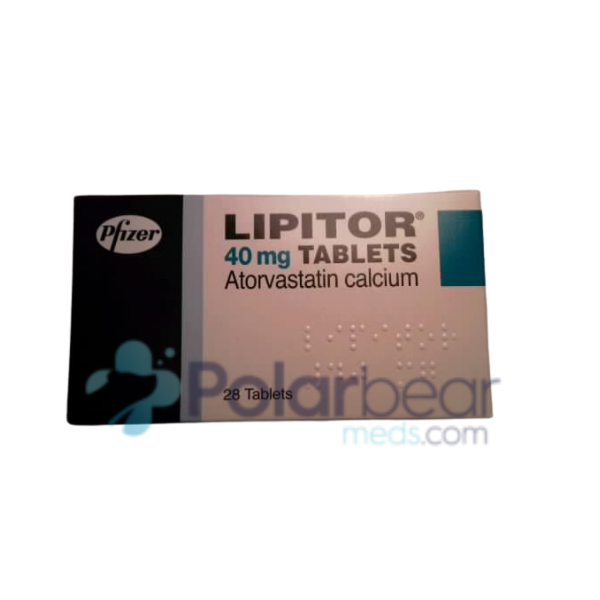 Pfizer
LIPITOR®
40 mg TABLETS
Atorvastatin calcium
28 Tablets
Polarbear
meds.com